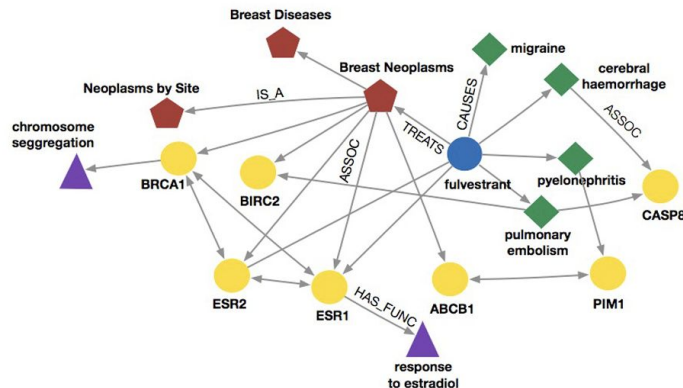 Breast Diseases
migraine
Breast Neoplasms
CAUSES
cerebral
haemorrhage
Neoplasms by Site
IS_A
ASSOC
chromosome
seggregation
TREATS
ASSOC
BRCA1
BIRC2
fulvestrant
pyelonephritis
CASP8
pulmonary
embolism
ESR2
ESR1
HAS_FUNC
ABCB1
PIM1
response
to estradiol